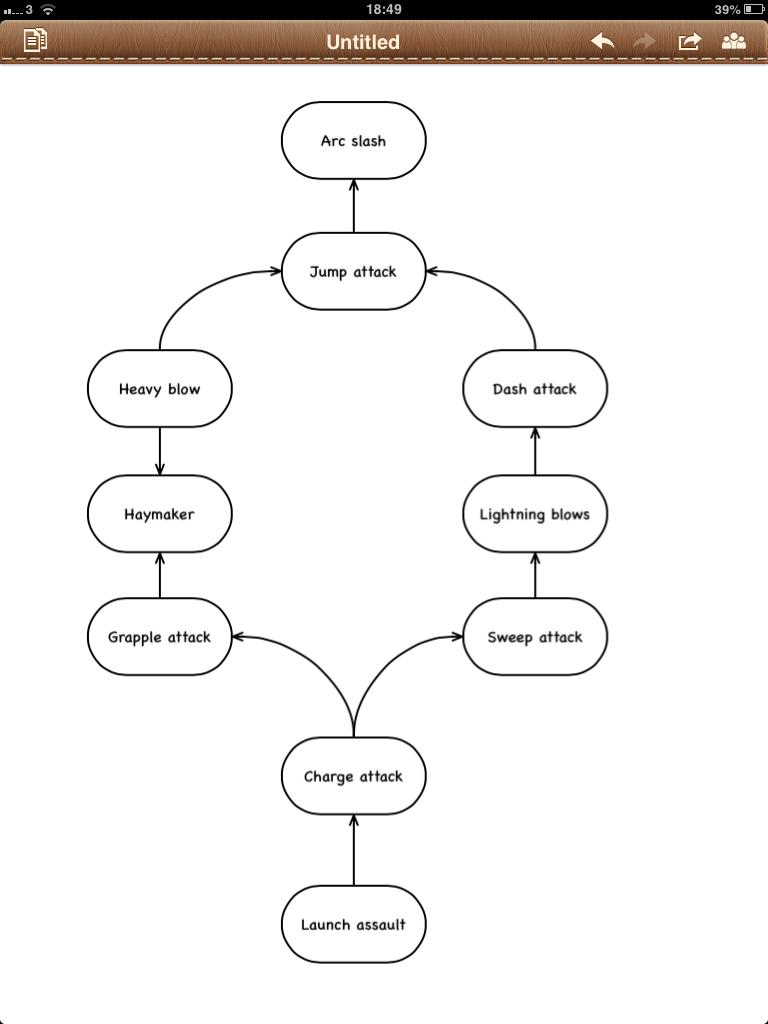 3 18:49 39%
Untitled
Arc slash
Jump attack
Heavy blow
Dash attack
Haymaker
Lightning blows
Grapple attack
Sweep attack
Charge attack
Launch assault